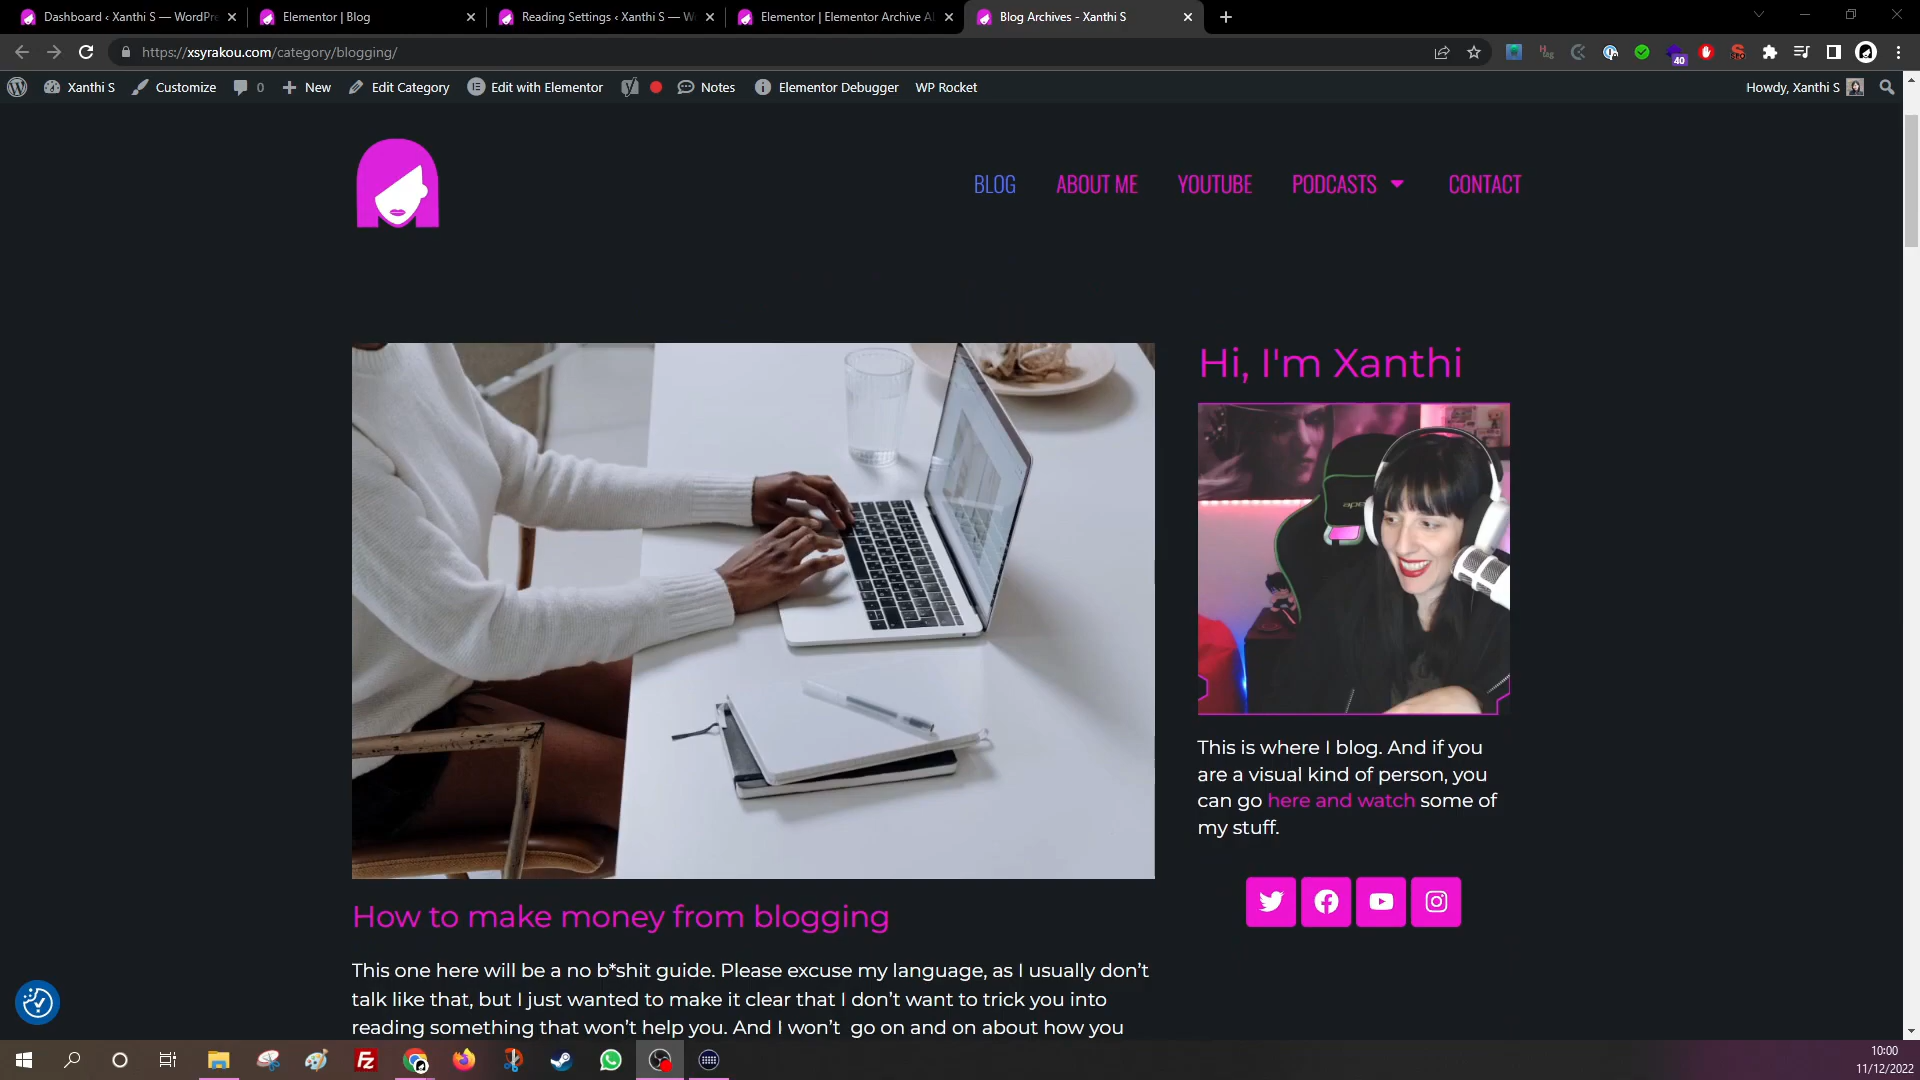 Dashboard ‹ Xanthi S — WordPre
Elementor | Blog
Reading Settings ‹ Xanthi S — W
Elementor | Elementor Archive Al
Blog Archives - Xanthi S
https://xsyrakou.com/category/blogging/
40
Xanthi S
Customize
0
New
Edit Category
Edit with Elementor
Notes
Elementor Debugger
WP Rocket
Howdy, Xanthi S
BLOG
ABOUT ME
YOUTUBE
PODCASTS
CONTACT
Hi, I'm Xanthi
This is where I blog. And if you
are a visual kind of person, you
can go here and watch some of
my stuff.
How to make money from blogging
This one here will be a no b*shit guide. Please excuse my language, as I usually don’t
talk like that, but I just wanted to make it clear that I don’t want to trick you into
reading something that won’t help you. And I won’t  go on and on about how you
Fz
10:00
11/12/2022